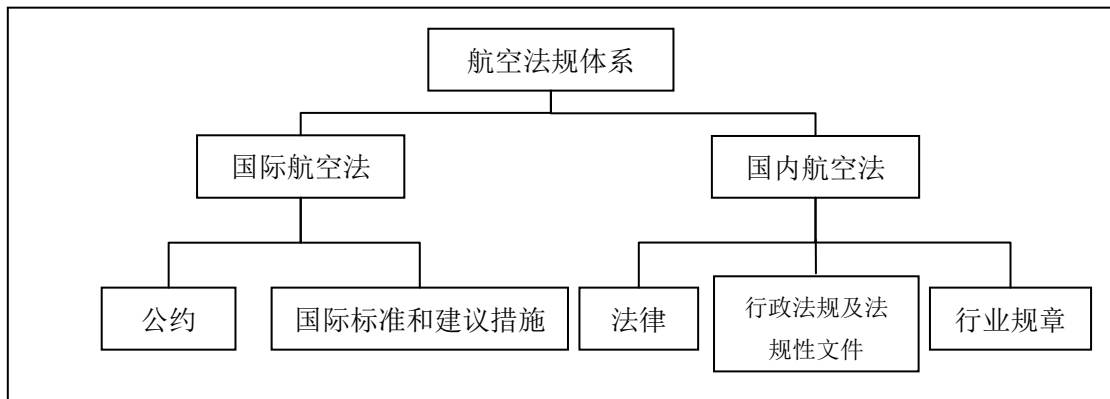 航空法规体系
国际航空法
国内航空法
公约
国际标准和建议措施
法律
行政法规及法
规性文件
行业规章